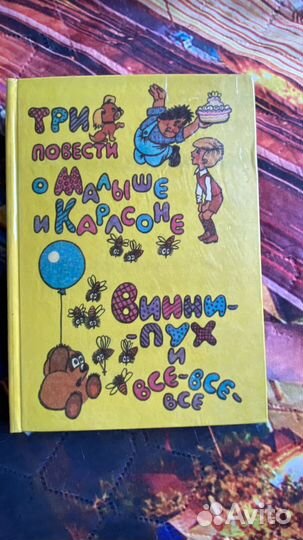 Три
повести
о Малыше
и Карлсоне
Винни-
-пух
и
все-все-
все
Avito